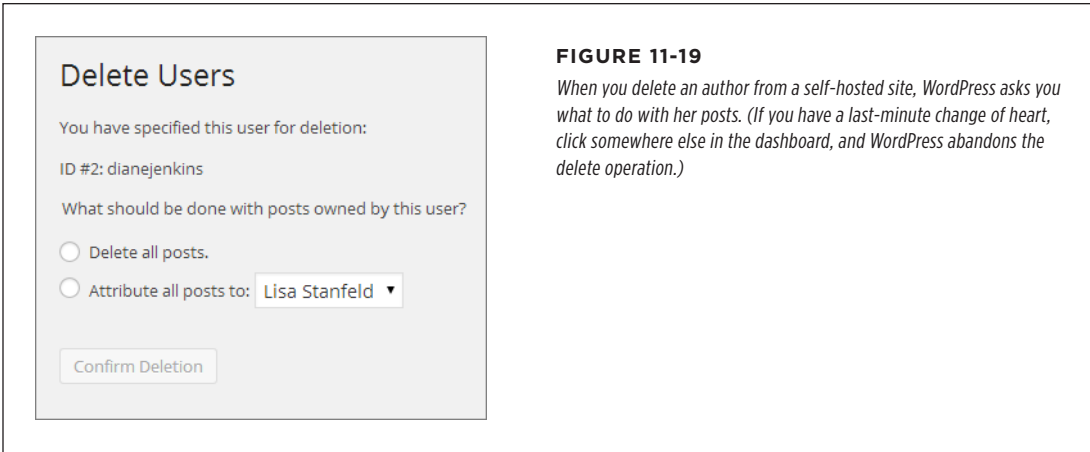 Delete Users
You have specified this user for deletion:
ID #2: dianejenkins
What should be done with posts owned by this user?
Delete all posts.
Attribute all posts to: Lisa Stanfeld
Confirm Deletion
FIGURE 11-19
When you delete an author from a self-hosted site, WordPress asks you
what to do with her posts. (If you have a last-minute change of heart,
click somewhere else in the dashboard, and WordPress abandons the
delete operation.)